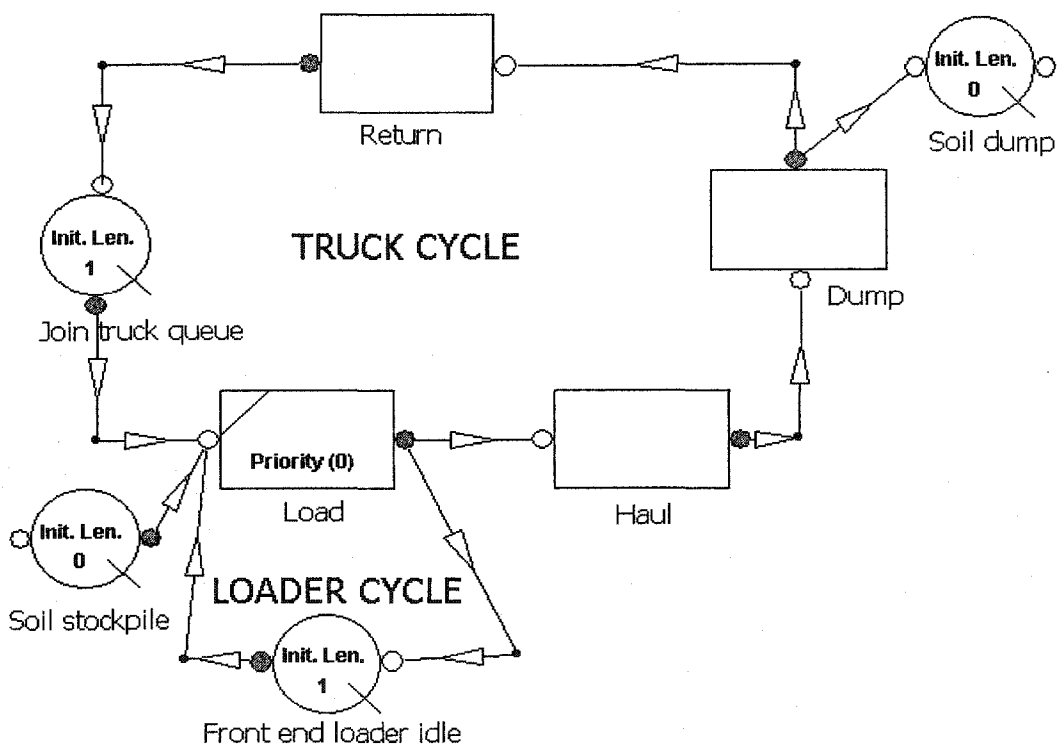 Init. Len.
0
Soil dump
Return
Init. Len.
1
TRUCK CYCLE
Dump
Join truck queue
Priority (0)
Load
Haul
Init. Len.
0
Soil stockpile
LOADER CYCLE
Init. Len.
1
Front end loader idle